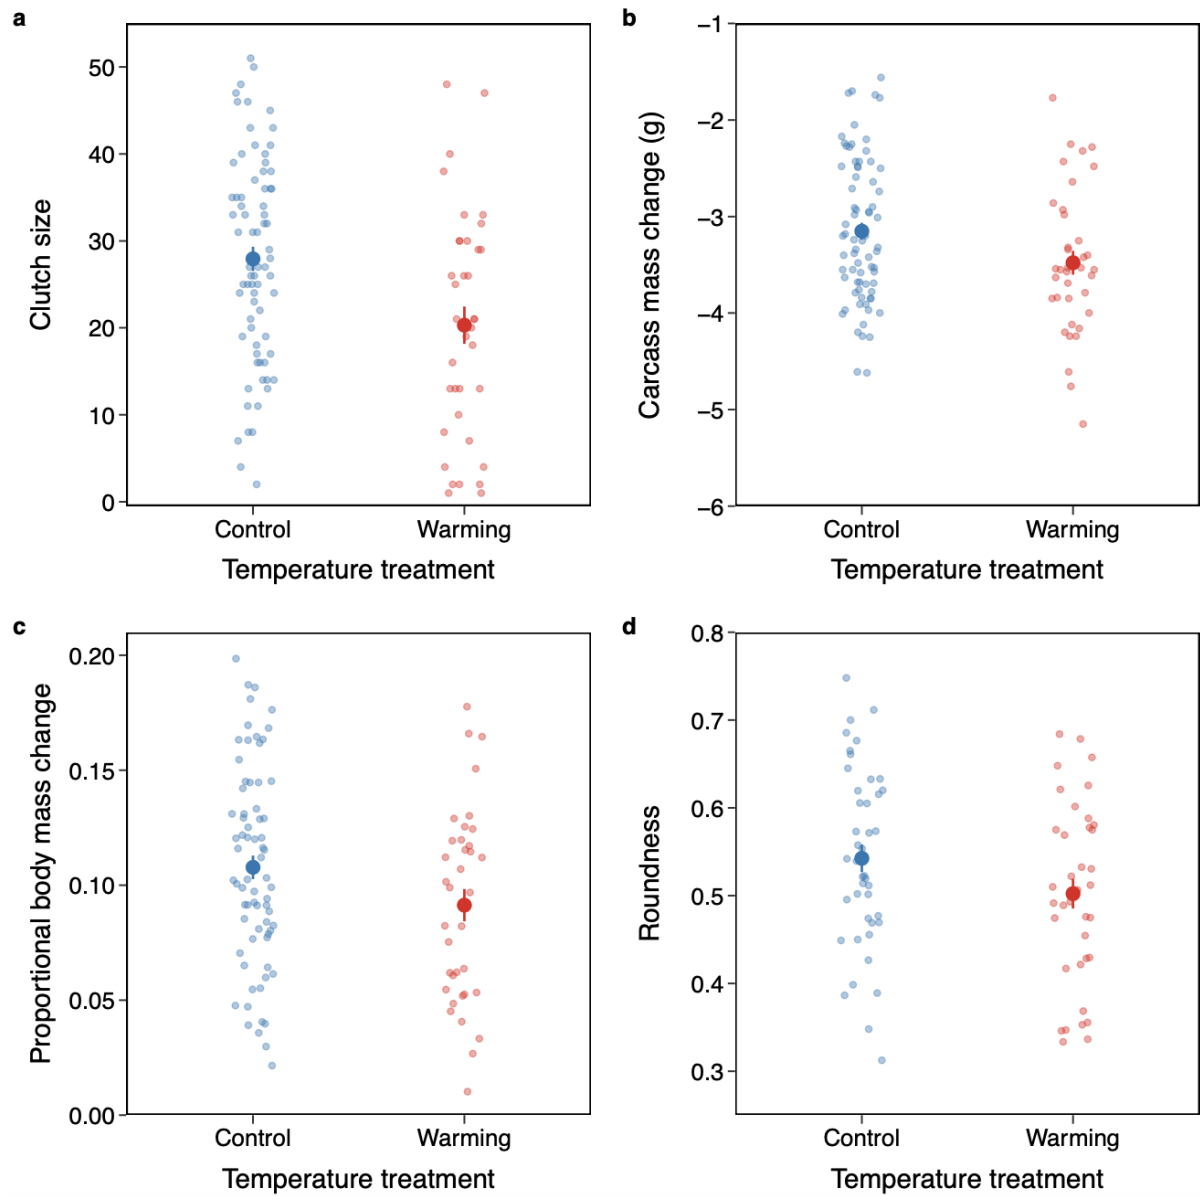 a
50
40
30
20
10
0
Clutch size
Control Warming
Temperature treatment
b
−1
−2
−3
−4
−5
−6
Carcass mass change (g)
Control Warming
Temperature treatment
c
0.20
0.15
0.10
0.05
0.00
Proportional body mass change
Control Warming
Temperature treatment
d
0.8
0.7
0.6
0.5
0.4
0.3
Roundness
Control Warming
Temperature treatment